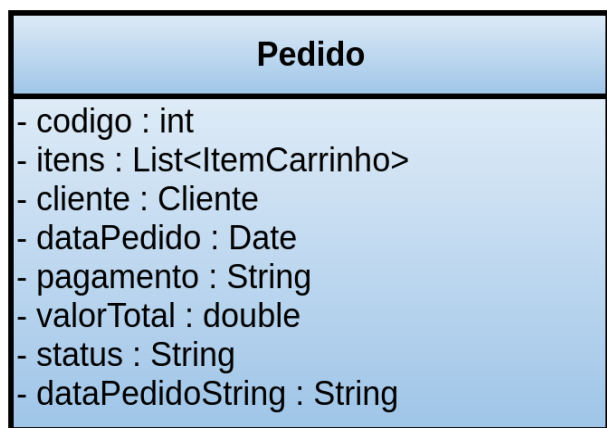 Pedido
- codigo : int
- itens : List<ItemCarrinho>
- cliente : Cliente
- dataPedido : Date
- pagamento : String
- valorTotal : double
- status : String
- dataPedidoString : String